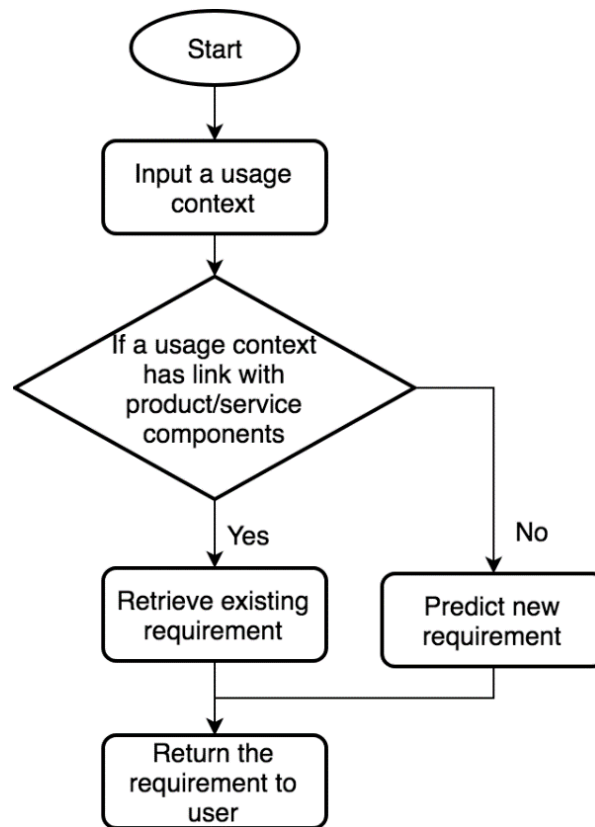 Start
Input a usage
context
If a usage context
has link with
product/service
components
Yes
No
Retrieve existing
requirement
Predict new
requirement
Return the
requirement to
user